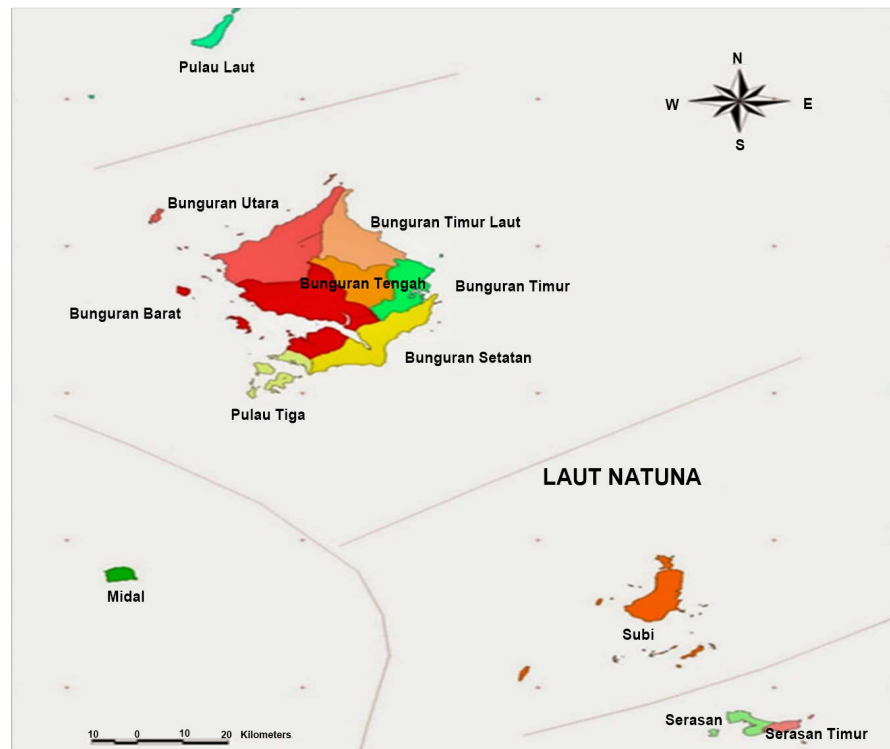 Pulau Laut
N
W
E
S
Bunguran Utara
Bunguran Timur Laut
Bunguran Tengah
Bunguran Timur
Bunguran Barat
Bunguran Setatan
Pulau Tiga
LAUT NATUNA
Midal
Subi
Serasan
Serasan Timur
10 0 10 20 Kilometers